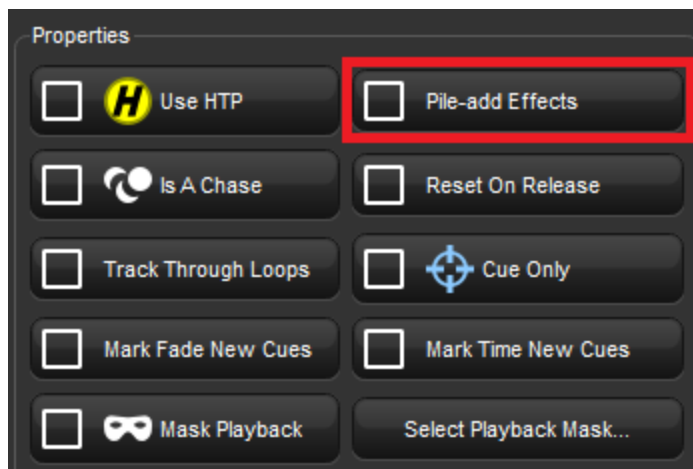 Properties
Use HTP
Pile-add Effects
Is A Chase
Reset On Release
Track Through Loops
Cue Only
Mark Fade New Cues
Mark Time New Cues
Mask Playback
Select Playback Mask...